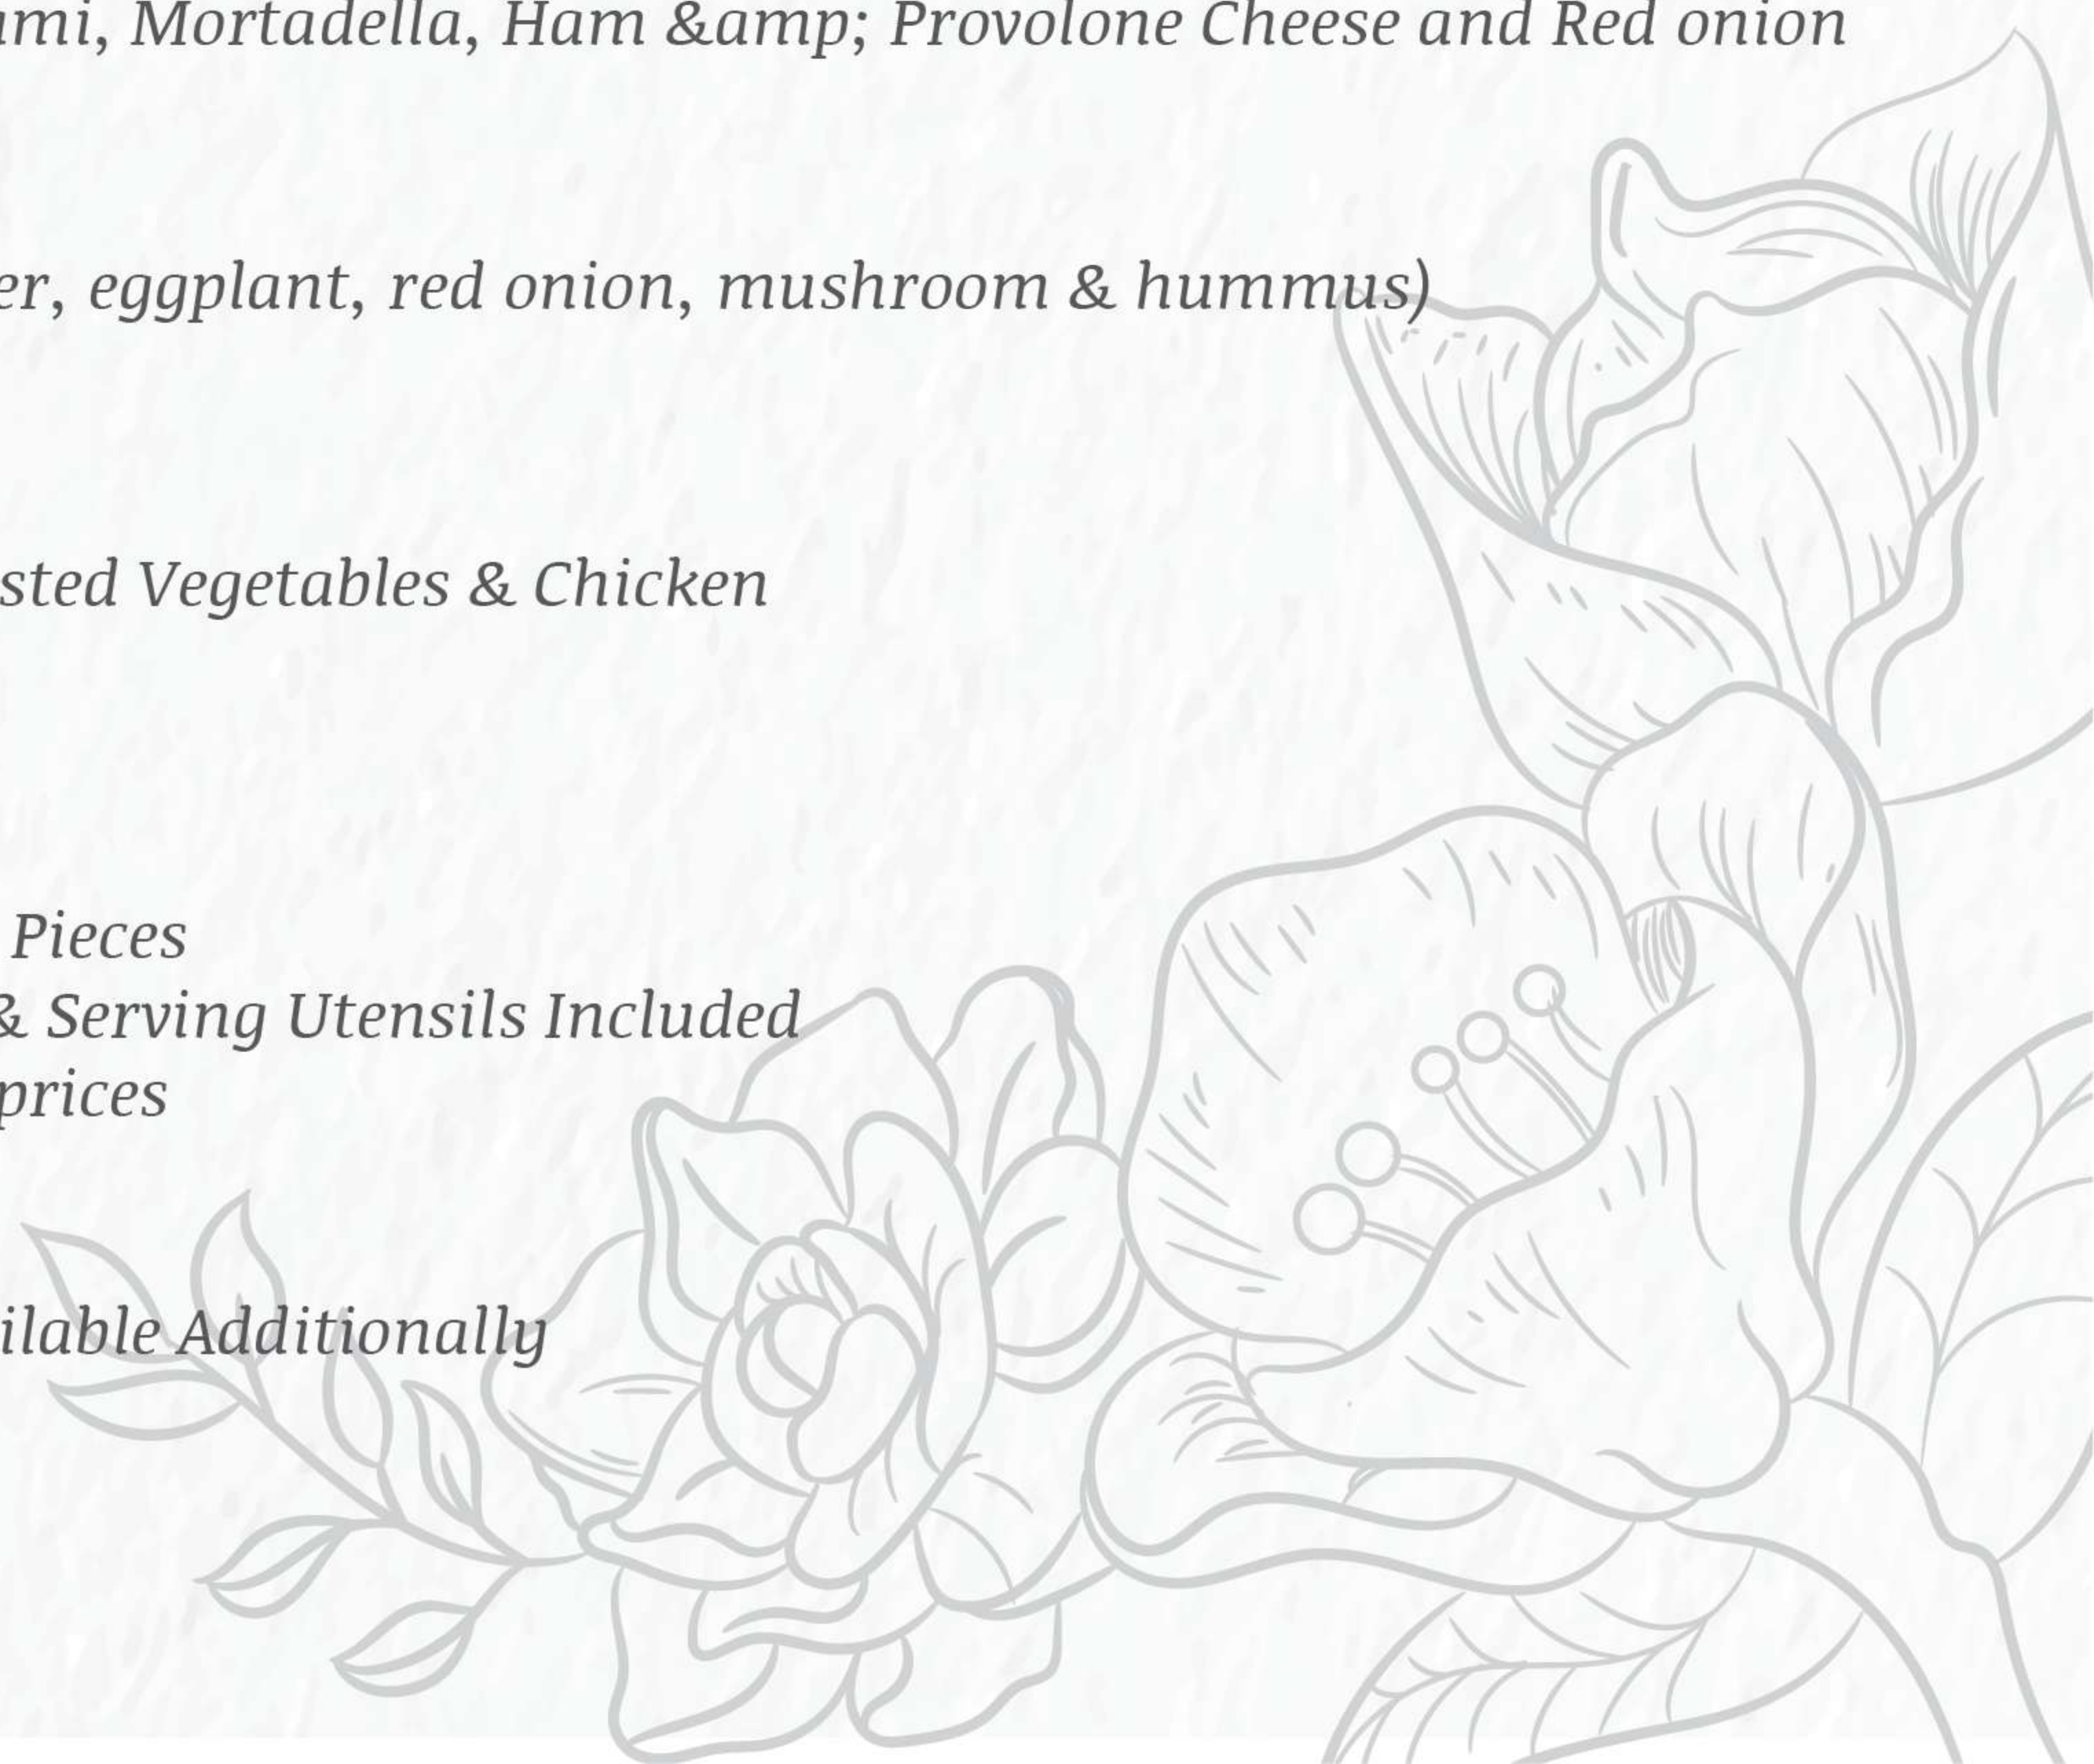 ami, Mortadella, Ham &amp; Provolone Cheese and Red onion
er, eggplant, red onion, mushroom & hummus)
sted Vegetables & Chicken
Pieces
& Serving Utensils Included
prices
ilable Additionally